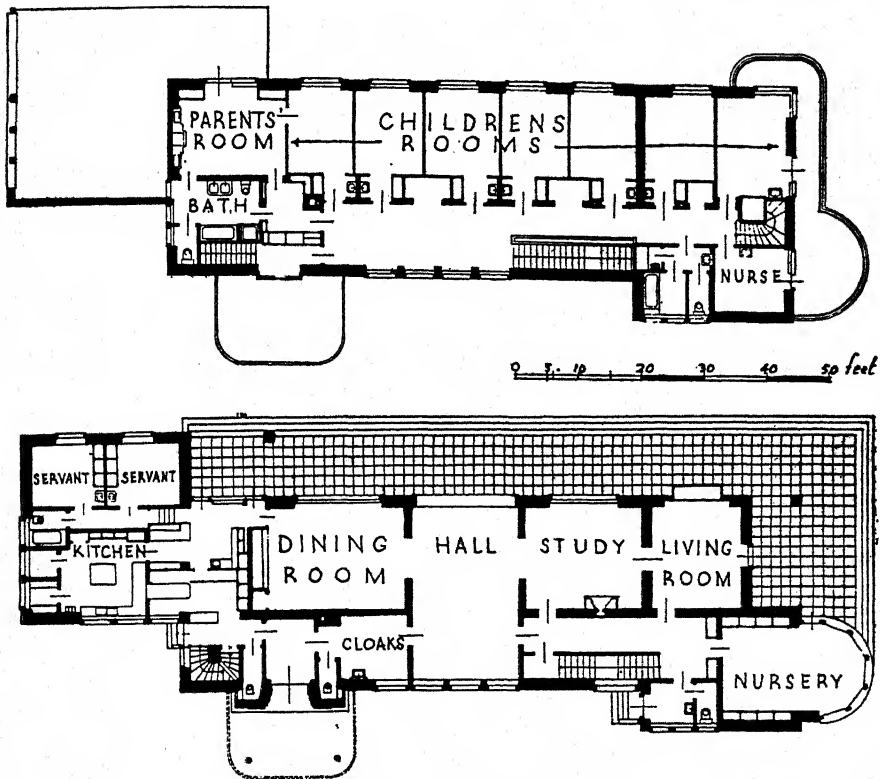 PARENTS' CHILDRENS
ROOM ROOMS
BATH
NURSE
0 5. 10 20 30 40 50 feet
SERVANT SERVANT
KITCHEN
DINING HALL STUDY LIVING
ROOM ROOM
CLOAKS
NURSERY